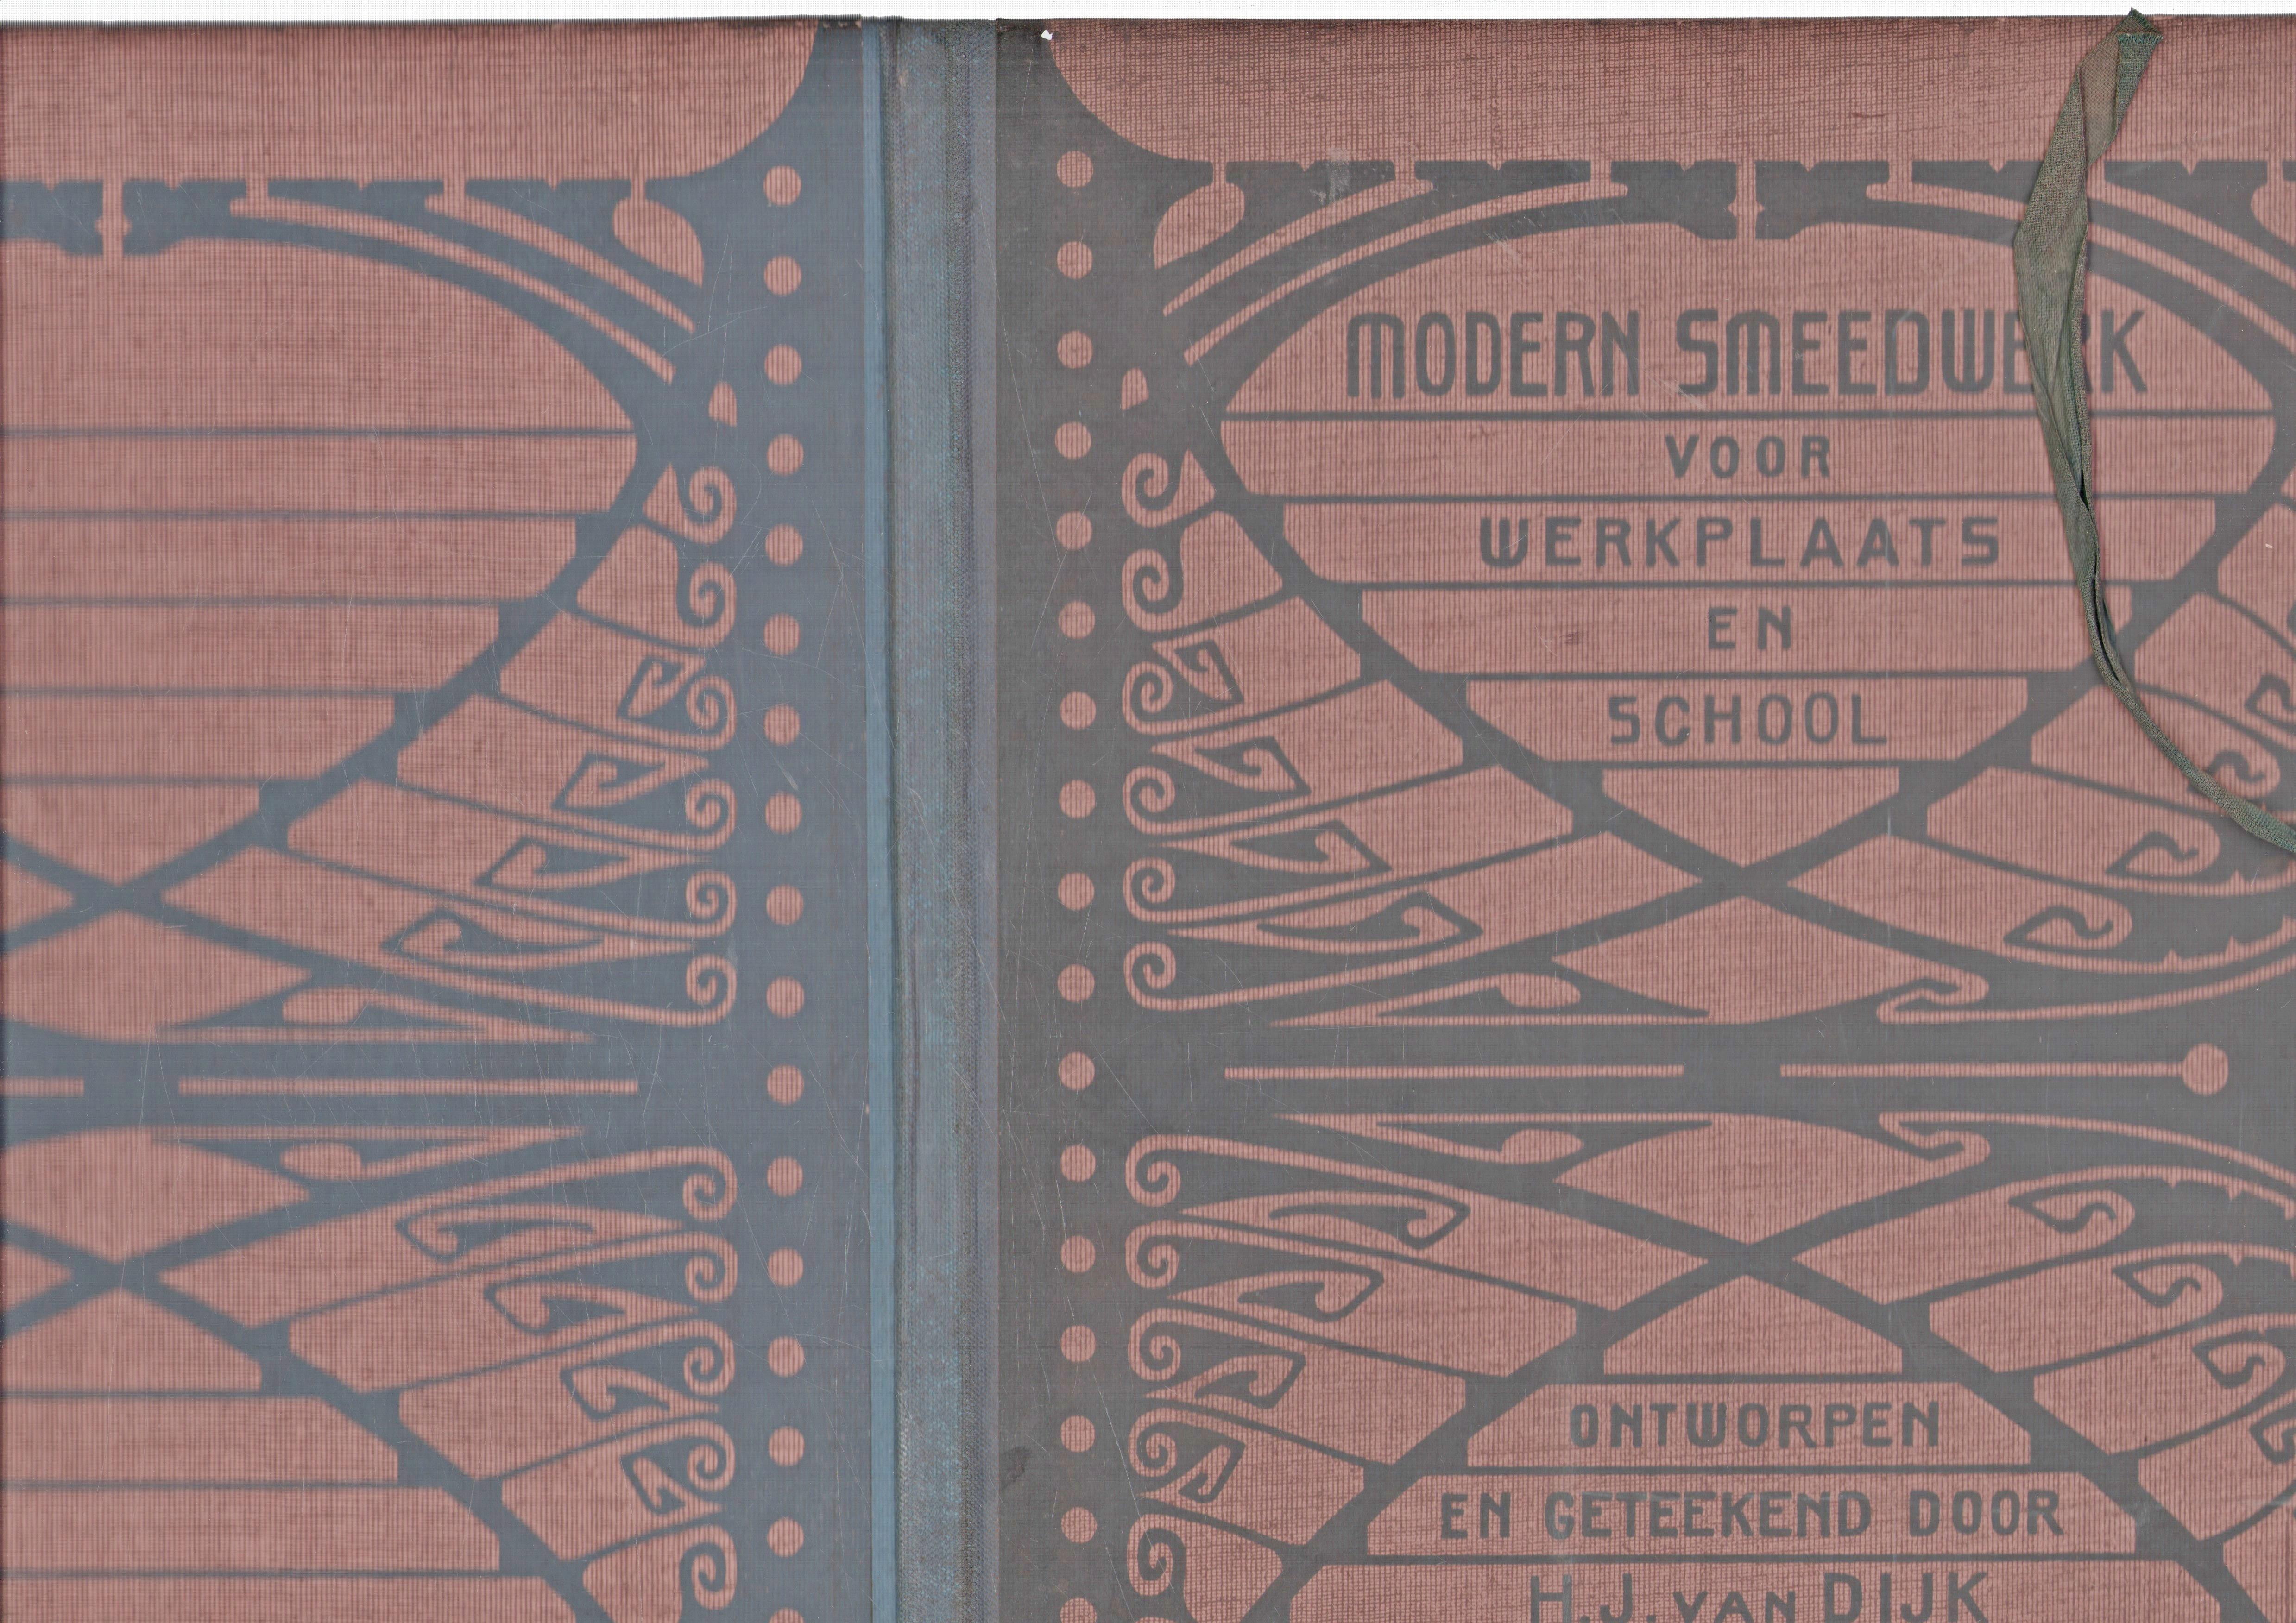 MODERN SMEEDWERK
VOOR
WERKPLAATS
EN
SCHOOL
ONTWORPEN
EN GETEEKEND DOOR
H.J. VAN DIJK